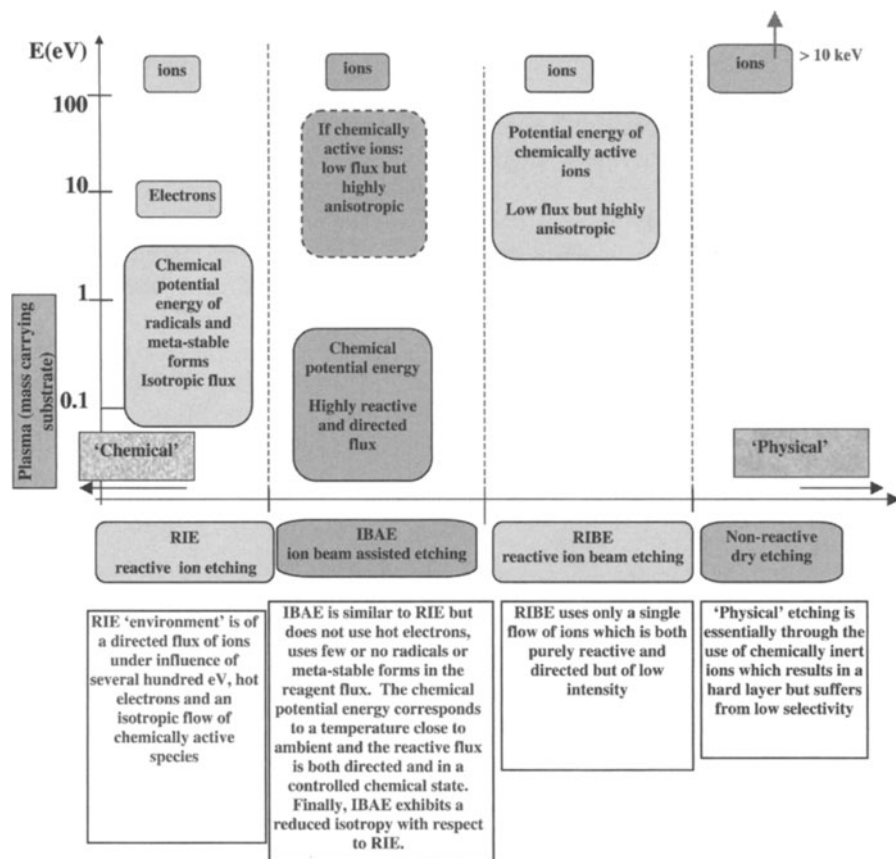 E(eV)
ions
ions
ions
ions
> 10 keV
100
If chemically
active ions:
low flux but
highly
anisotropic
Potential energy of
chemically active
ions
Low flux but highly
anisotropic
10
Electrons
Chemical
potential
energy of
radicals and
meta-stable
forms
Isotropic flux
1
Chemical
potential energy
Highly reactive
and directed
flux
0.1
Plasma (mass carrying
substrate)
‘Chemical’
‘Physical’
RIE
reactive ion etching
IBAE
ion beam assisted etching
RIBE
reactive ion beam etching
Non-reactive
dry etching
RIE ‘environment’ is of
a directed flux of ions
under influence of
several hundred eV, hot
electrons and an
isotropic flow of
chemically active
species
IBAE is similar to RIE but
does not use hot electrons,
uses few or no radicals or
meta-stable forms in the
reagent flux. The chemical
potential energy corresponds
to a temperature close to
ambient and the reactive flux
is both directed and in a
controlled chemical state.
Finally, IBAE exhibits a
reduced isotropy with respect
to RIE.
RIBE uses only a single
flow of ions which is both
purely reactive and
directed but of low
intensity
‘Physical’ etching is
essentially through the
use of chemically inert
ions which results in a
hard layer but suffers
from low selectivity